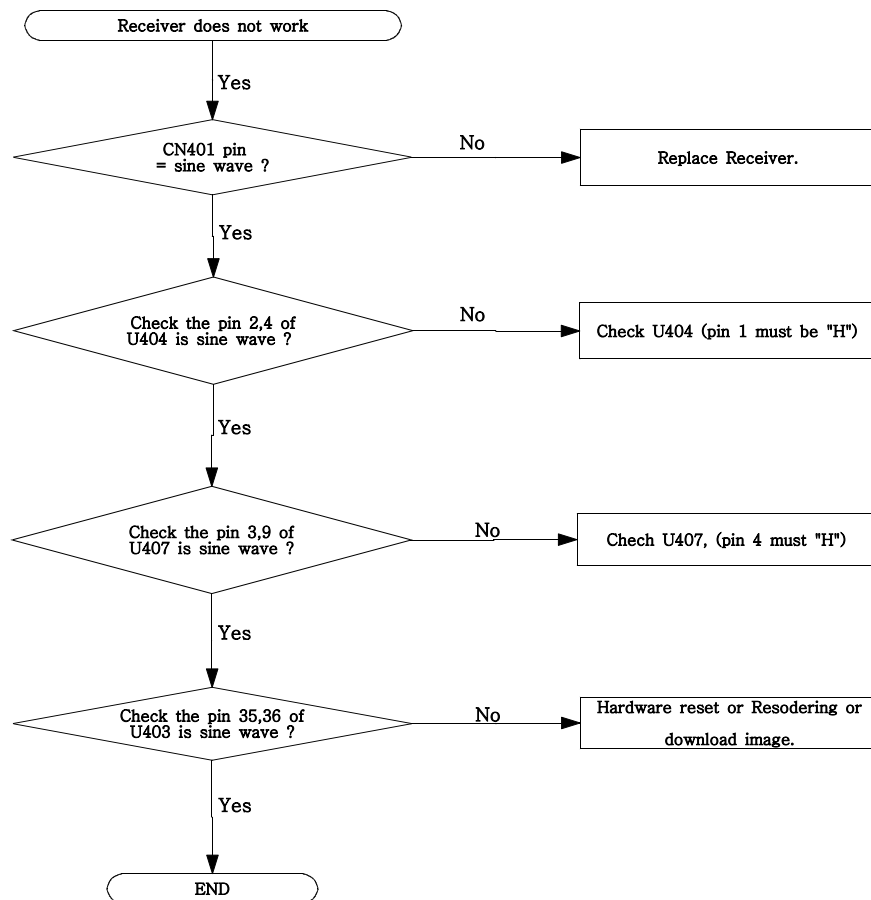 Receiver does not work
Yes
CN401 pin
= sine wave ?
No
Replace Receiver.
Yes
Check the pin 2,4 of
U404 is sine wave ?
No
Check U404 (pin 1 must be "H")
Yes
Check the pin 3,9 of
U407 is sine wave ?
No
Chech U407, (pin 4 must "H")
Yes
Check the pin 35,36 of
U403 is sine wave ?
No
Hardware reset or Resodering or
download image.
Yes
END